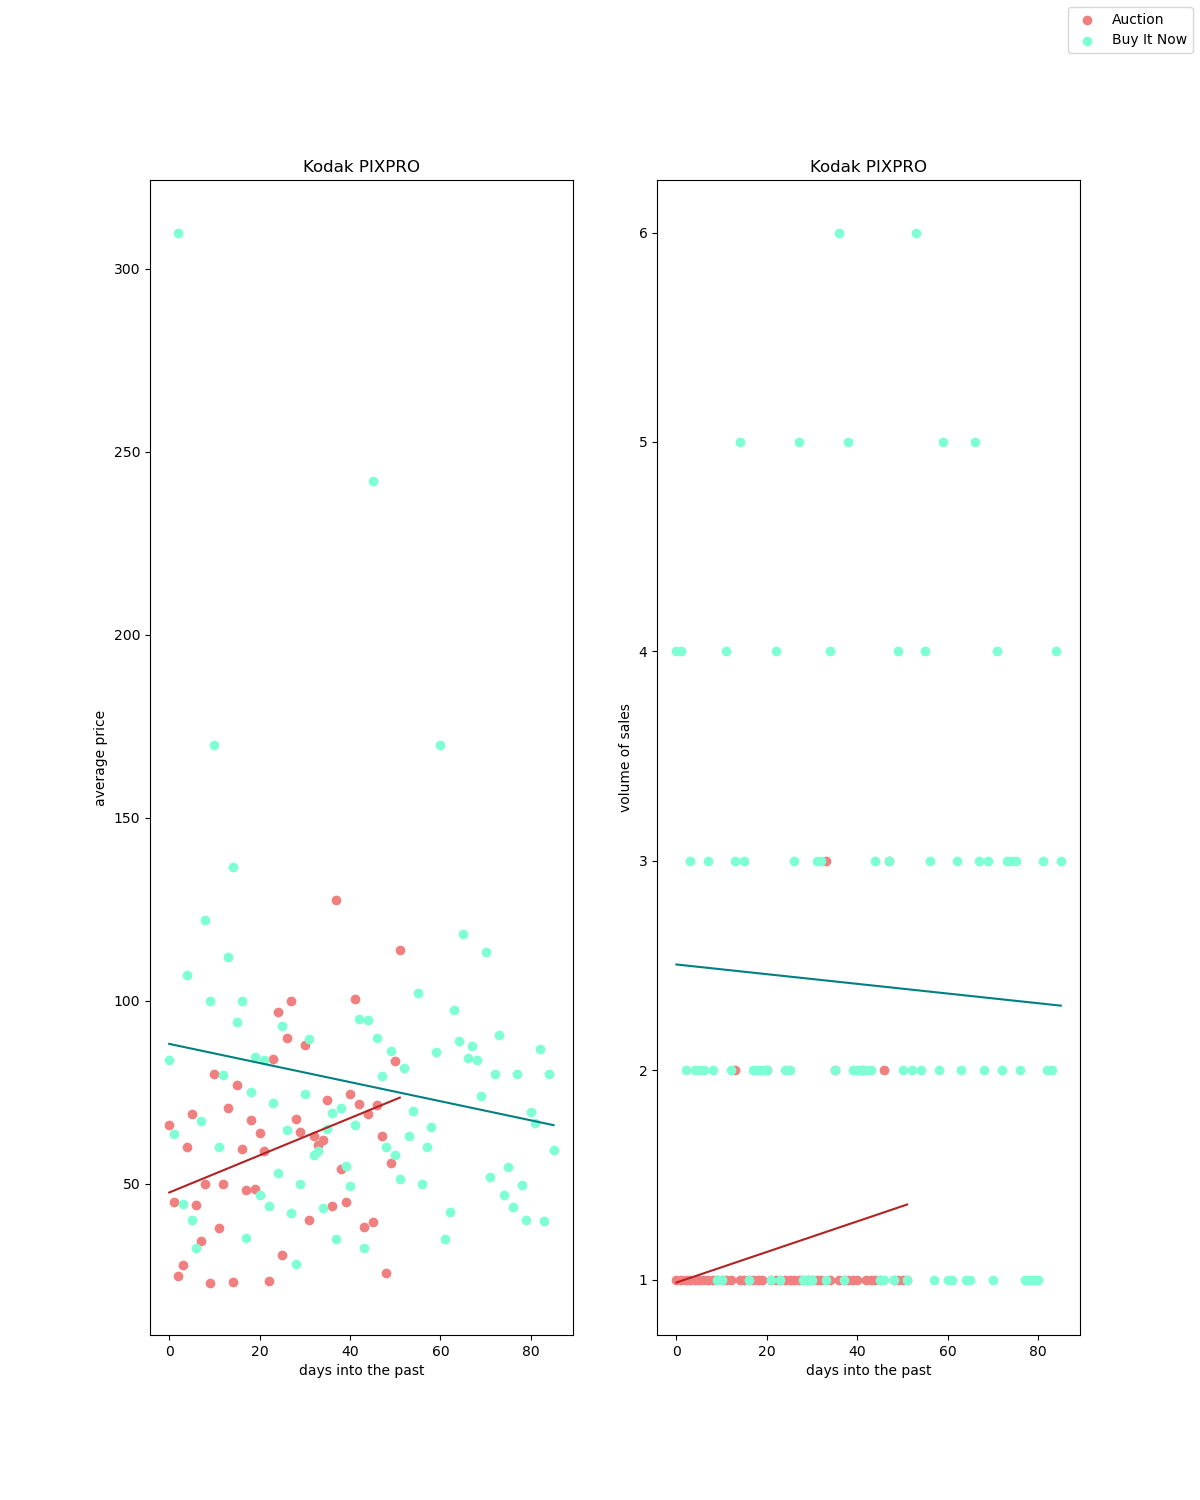 Auction
Buy It Now
Kodak PIXPRO
300
250
200
150
100
50
average price
0 20 40 60 80
days into the past
Kodak PIXPRO
6
5
4
3
2
1
volume of sales
0 20 40 60 80
days into the past